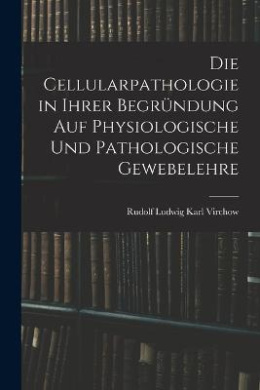 Die
Cellularpathologie
in Ihrer Begründung
Auf Physiologische
Und Pathologische
Gewebelehre
Rudolf Ludwig Karl Virchow